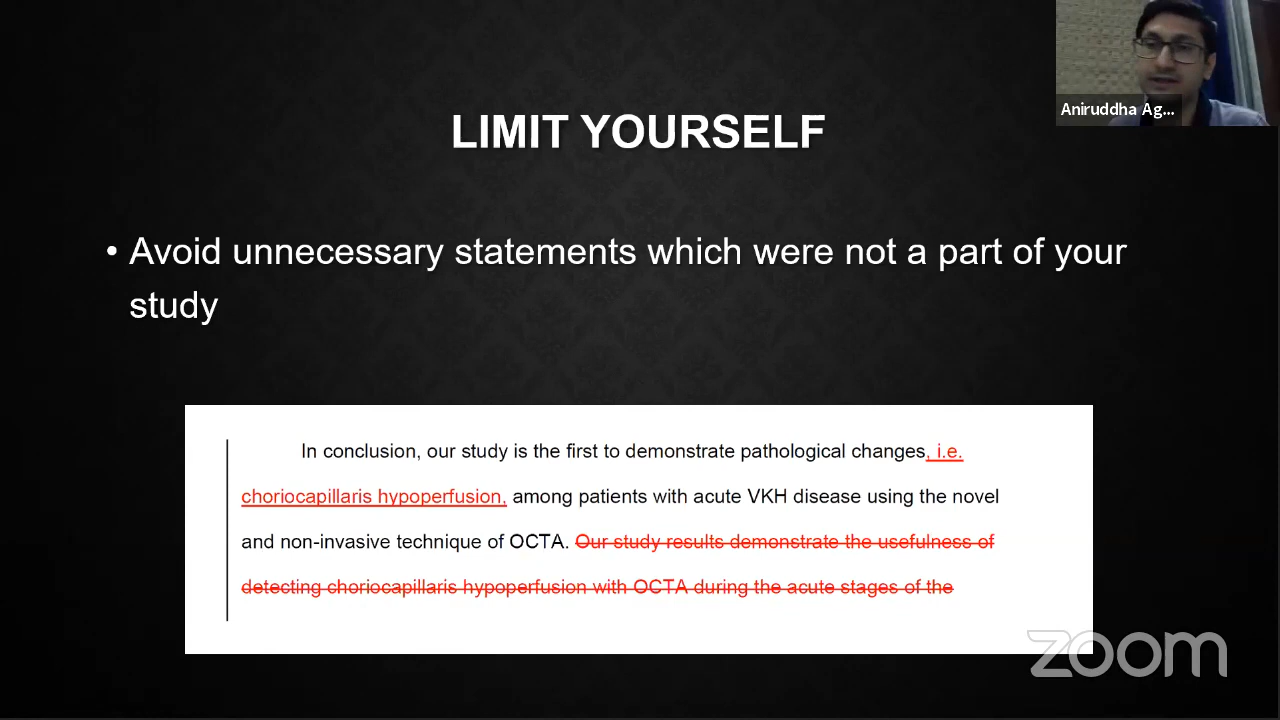 Aniruddha Ag...
LIMIT YOURSELF
• Avoid unnecessary statements which were not a part of your
study
In conclusion, our study is the first to demonstrate pathological changes, i.e.
choriocapillaris hypoperfusion, among patients with acute VKH disease using the novel
and non-invasive technique of OCTA. Our study results demonstrate the usefulness of
detecting choriocapillaris hypoperfusion with OCTA during the acute stages of the
zoom